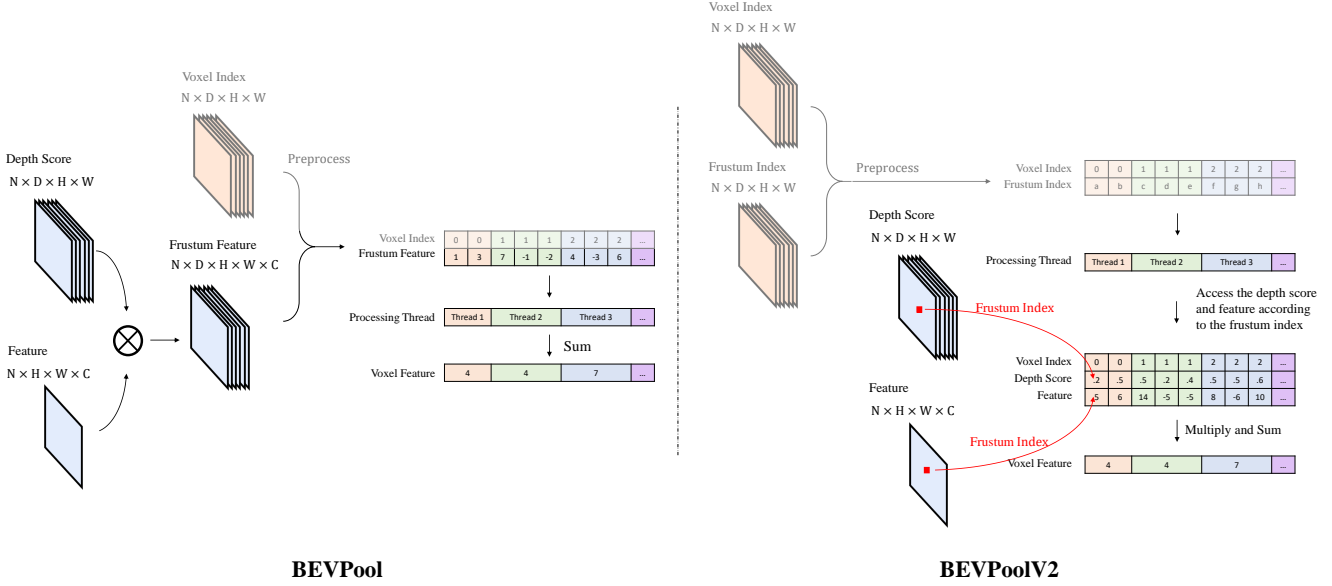 Voxel Index
N × D × H × W
Preprocess
Depth Score
N × D × H × W
Frustum Feature
N × D × H × W × C
Feature
N × H × W × C
Voxel Index 0 0 1 1 1 2 2 2 ...
Frustum Feature 1 3 7 -1 -2 4 -3 6 ...
Processing Thread Thread 1 Thread 2 Thread 3 ...
Sum
Voxel Feature 4 4 7 ...
BEVPool
Voxel Index
N × D × H × W
Frustum Index
N × D × H × W
Preprocess
Voxel Index 0 0 1 1 1 2 2 2 ...
Frustum Index a b c d e f g h ...
Depth Score
N × D × H × W
Processing Thread Thread 1 Thread 2 Thread 3 ...
Frustum Index
Access the depth score
and feature according
to the frustum index
Voxel Index 0 0 1 1 1 2 2 2 ...
Depth Score .2 .5 .5 .2 .4 .5 .5 .6 ...
Feature 5 6 14 -5 -5 8 -6 10 ...
Feature
N × H × W × C
Frustum Index
Multiply and Sum
Voxel Feature 4 4 7 ...
BEVPoolV2